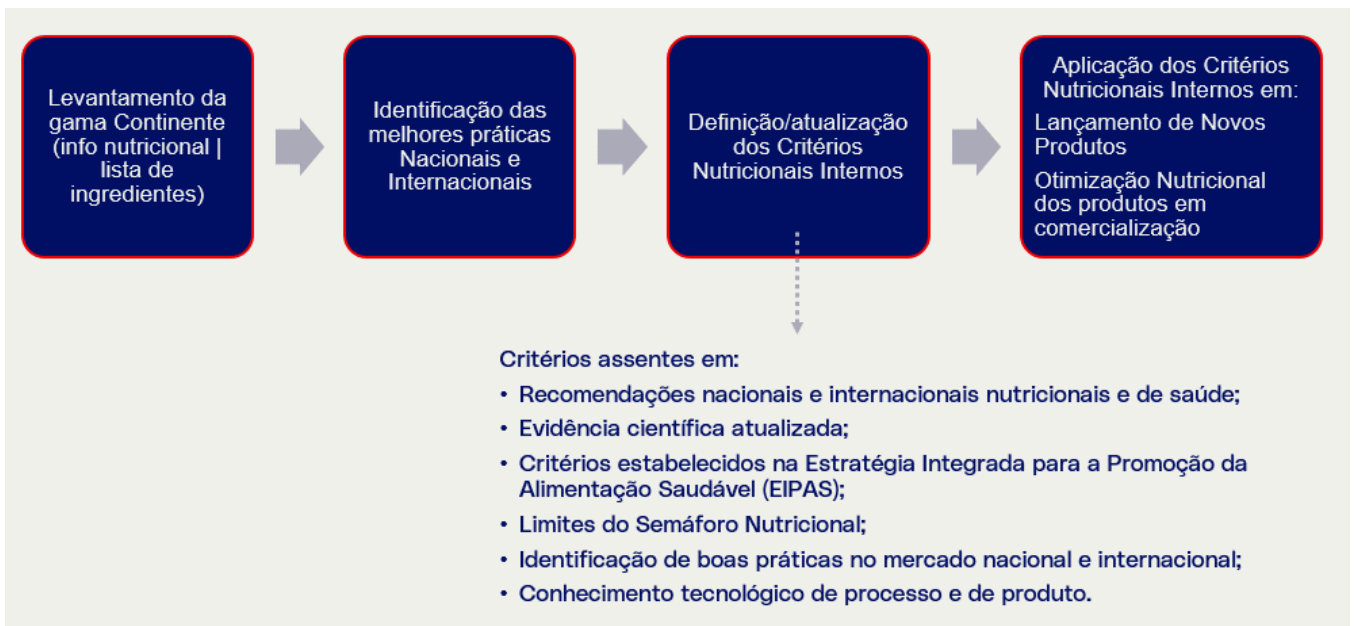 Levantamento da
gama Continente
(info nutricional |
lista de
ingredientes)
Identificação das
melhores práticas
Nacionais e
Internacionais
Definição/atualização
dos Critérios
Nutricionais Internos
Aplicação dos Critérios
Nutricionais Internos em:
Lançamento de Novos
Produtos
Otimização Nutricional
dos produtos em
comercialização
Critérios assentes em:
• Recomendações nacionais e internacionais nutricionais e de saúde;
• Evidência científica atualizada;
• Critérios estabelecidos na Estratégia Integrada para a Promoção da
Alimentação Saudável (EIPAS);
• Limites do Semáforo Nutricional;
• Identificação de boas práticas no mercado nacional e internacional;
• Conhecimento tecnológico de processo e de produto.